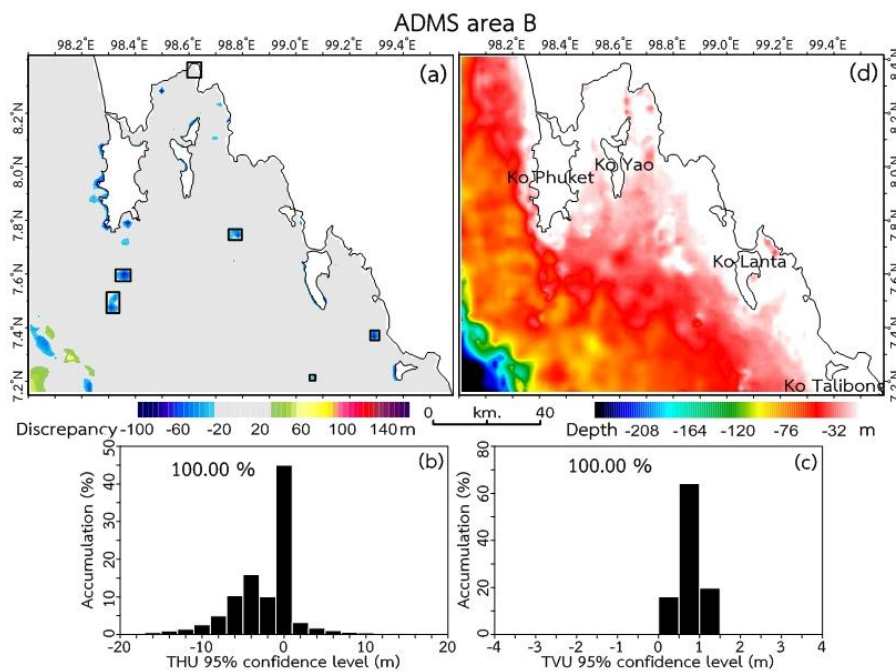 ADMS area B
98.2°E 98.4°E 98.6°E 98.8°E 99.0°E 99.2°E 99.4°E
98.2°E 98.4°E 98.6°E 98.8°E 99.0°E 99.2°E 99.4°E
(a)
(d)
8.2°N
8.0°N
7.8°N
7.6°N
7.4°N
7.2°N
8.4°N
8.2°N
8.0°N
7.8°N
7.6°N
7.4°N
7.2°N
Ko Yao
Ko Phuket
Ko Lanta
Ko Talibong
Discrepancy -100 -60 -20 20 60 100 140 m
0 km. 40
Depth -208 -164 -120 -76 -32 m
100.00 %
(b)
Accumulation (%)
50
40
30
20
10
0
-20 -10 0 10 20
THU 95% confidence level (m)
100.00 %
(c)
Accumulation (%)
80
60
40
20
0
-4 -3 -2 -1 0 1 2 3 4
TVU 95% confidence level (m)